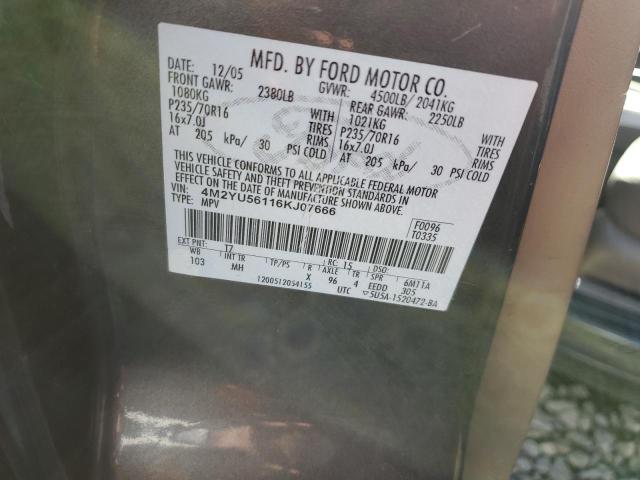 MFD. BY FORD MOTOR CO.
DATE: 12/05 GVWR: 4500LB/ 2041KG
FRONT GAWR: 2380LB REAR GAWR: 2250LB
1080KG WITH 1021KG WITH
P235/70R16 TIRES P235/70R16 TIRES
16x7.0J RIMS 16x7.0J RIMS
AT 205 kPa/ 30 PSI COLD AT 205 kPa/ 30 PSI COLD
THIS VEHICLE CONFORMS TO ALL APPLICABLE FEDERAL MOTOR
VEHICLE SAFETY AND THEFT PREVENTION STANDARDS IN
EFFECT ON THE DATE OF MANUFACTURE SHOWN ABOVE.
VIN: 4M2YU56116KJ07666 F0096
TYPE: MPV T0335
EXT PNT: T7 RC: 15 DSO:
WB INT TR TP/PS R AXLE TR SPR 6M11A
103 MH X 96 4 EEDD 305
1200512054155 UTC 5U5A-1520472-BA